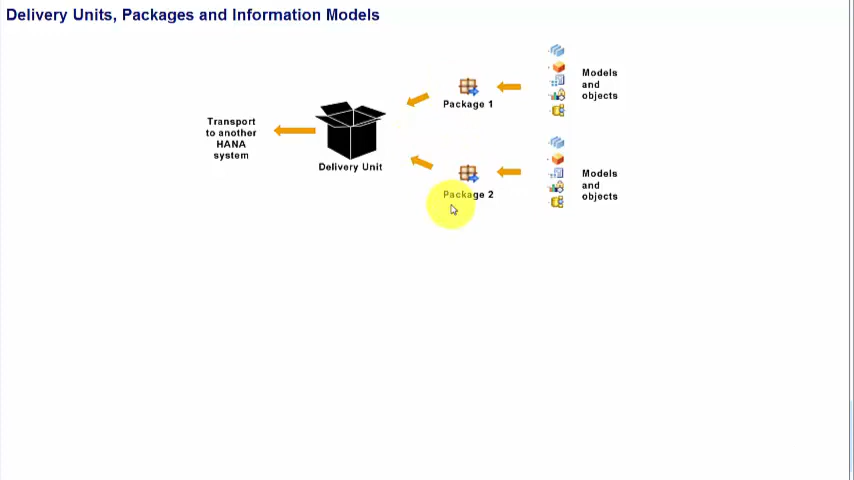 Delivery Units, Packages and Information Models
Models
and
objects
Package 1
Transport
to another
HANA
system
Delivery Unit
Models
and
objects
Package 2